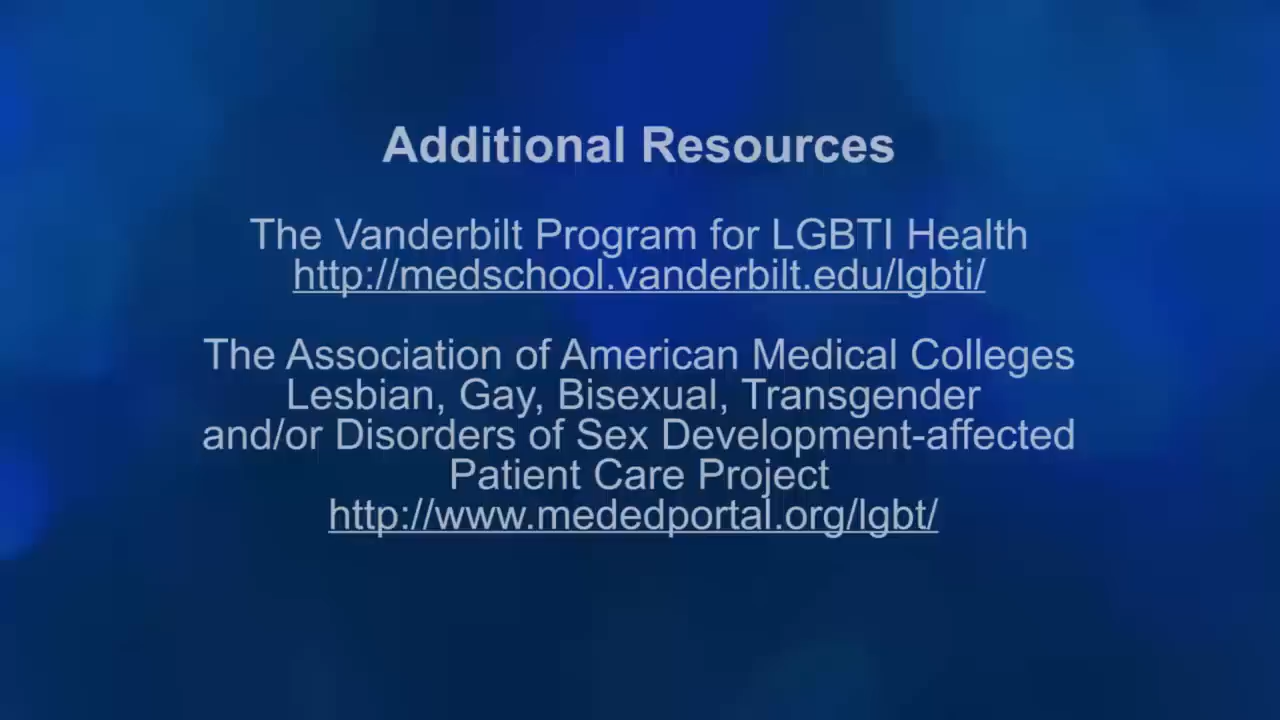 Additional Resources
The Vanderbilt Program for LGBTI Health
http://medschool.vanderbilt.edu/lgbti/
The Association of American Medical Colleges
Lesbian, Gay, Bisexual, Transgender
and/or Disorders of Sex Development-affected
Patient Care Project
http://www.mededportal.org/lgbt/